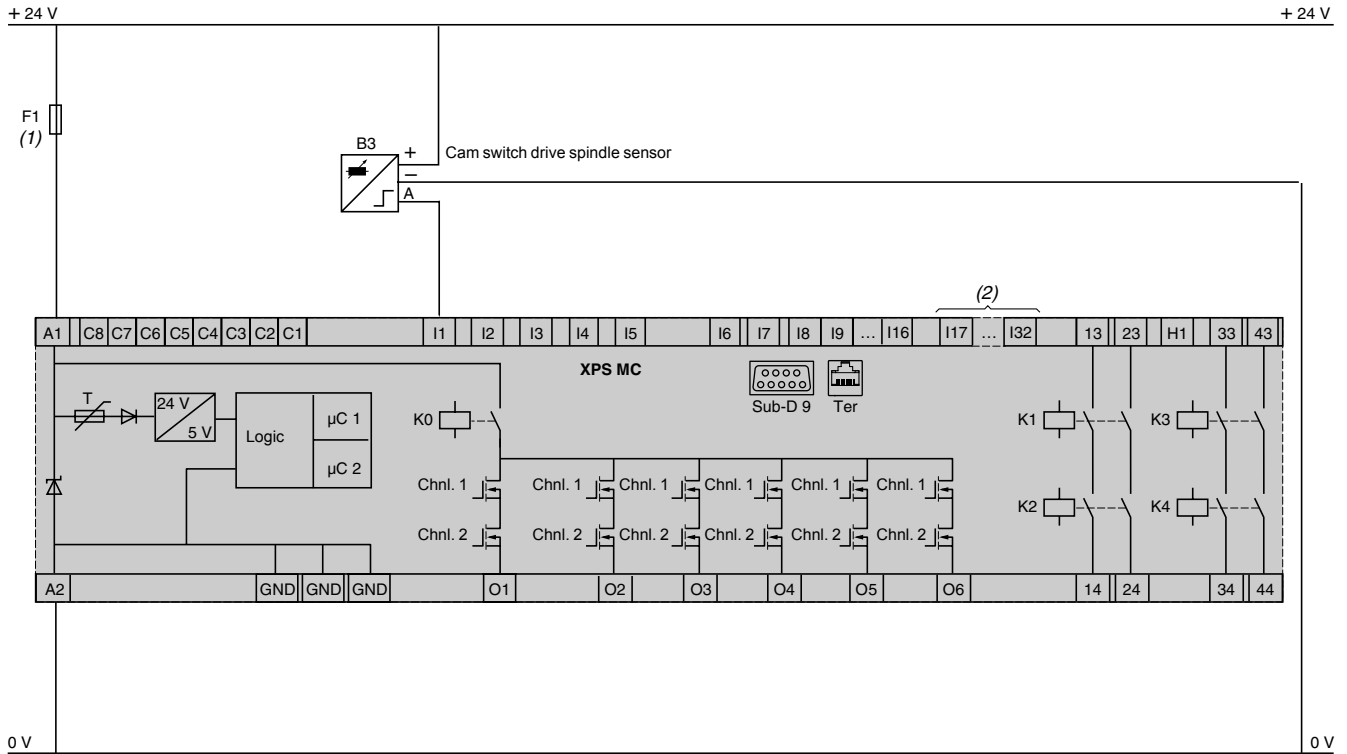 + 24 V + 24 V
F1
(1)
B3
+ Cam switch drive spindle sensor
−
A
(2)
A1 C8 C7 C6 C5 C4 C3 C2 C1 I1 I2 I3 I4 I5 I6 I7 I8 I9 ... I16 I17 ... I32 13 23 H1 33 43
XPS MC
Sub-D 9 Ter
T 24 V
5 V
Logic
µC 1
µC 2
K0 K1 K3
Chnl. 1 Chnl. 1 Chnl. 1 Chnl. 1 Chnl. 1 Chnl. 1
K2 K4
Chnl. 2 Chnl. 2 Chnl. 2 Chnl. 2 Chnl. 2 Chnl. 2
A2 GND GND GND O1 O2 O3 O4 O5 O6 14 24 34 44
0 V 0 V